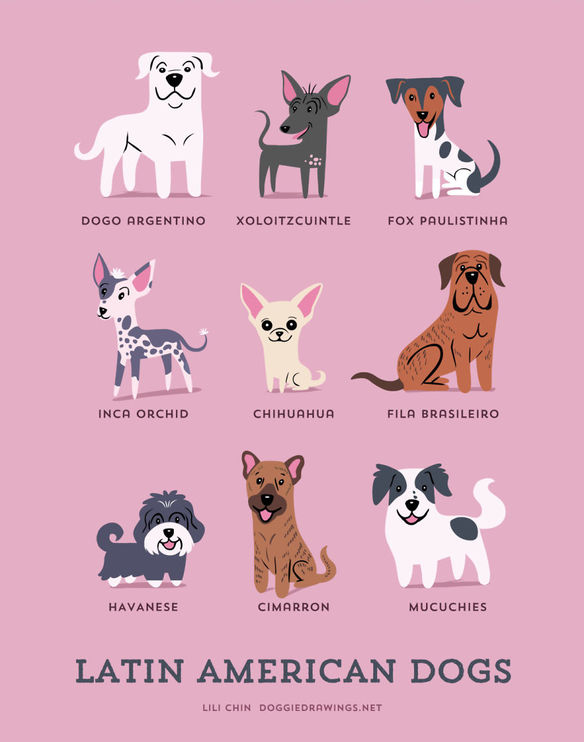 DOGO ARGENTINO XOLOITZCUINTLE FOX PAULISTINHA
INCA ORCHID CHIHUAHUA FILA BRASILEIRO
HAVANESE CIMARRON MUCUCHIES
LATIN AMERICAN DOGS
LILI CHIN DOGGIEDRAWINGS.NET